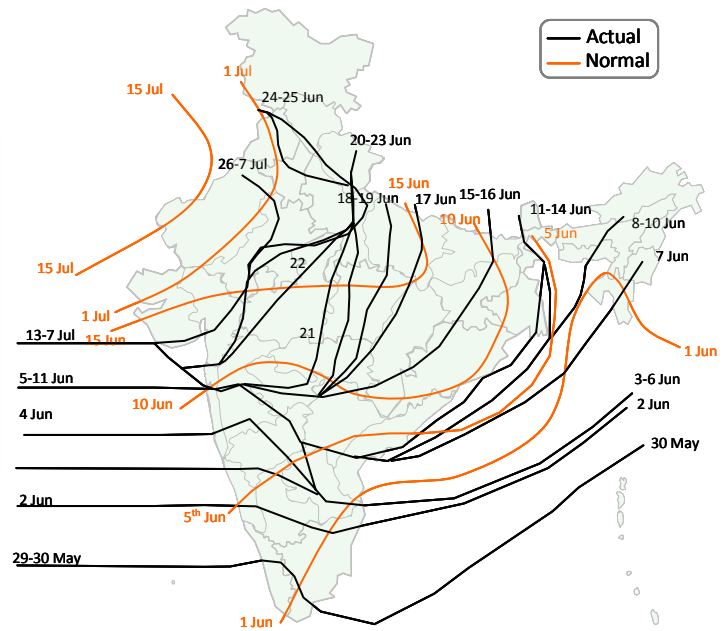 Actual
Normal
1 Jul
15 Jul
24-25 Jun
20-23 Jun
26-7 Jul
15 Jun
18-19 Jun
17 Jun
15-16 Jun
10 Jun
11-14 Jun
8-10 Jun
5 Jun
7 Jun
22
15 Jul
1 Jul
21
13-7 Jul
15 Jun
1 Jun
5-11 Jun
3-6 Jun
10 Jun
2 Jun
4 Jun
30 May
2 Jun
5th Jun
29-30 May
1 Jun